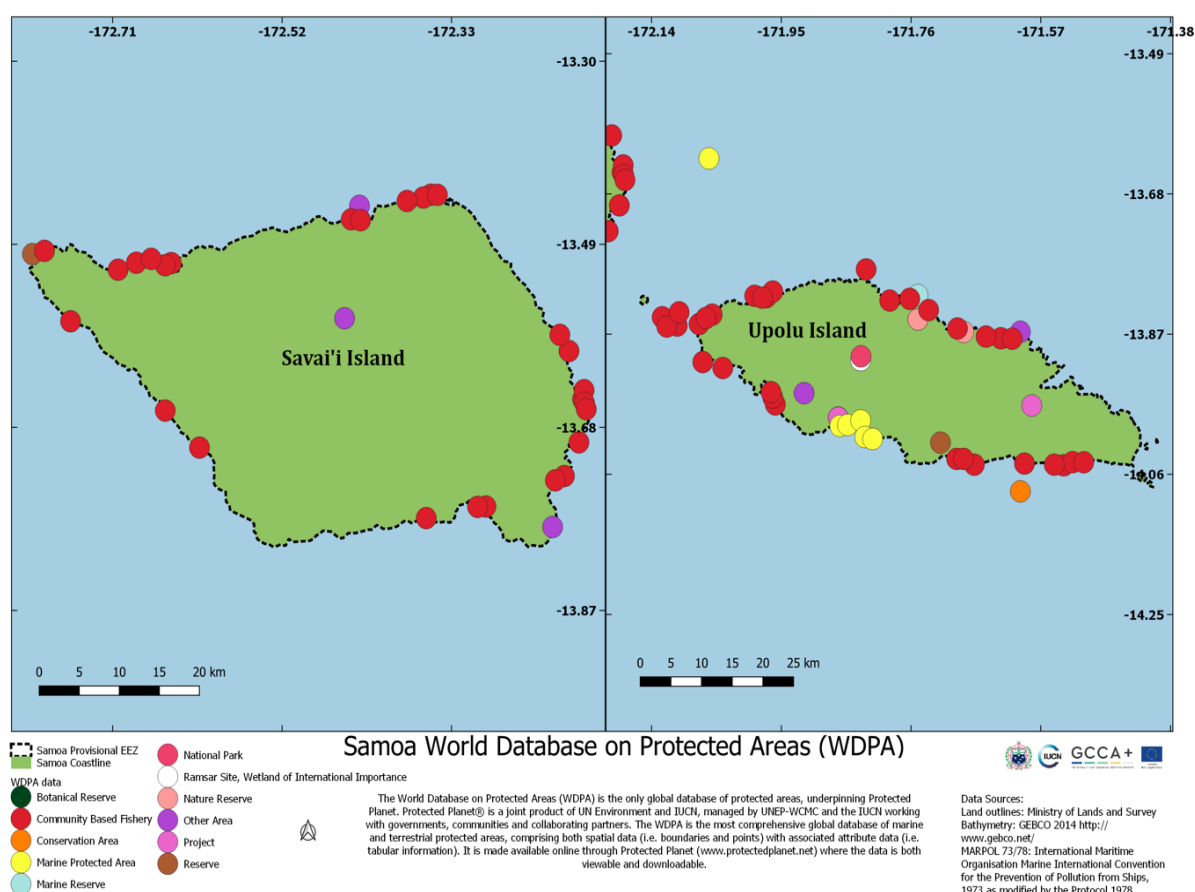 -172.71 -172.52 -172.33 -172.14 -171.95 -171.76 -171.57 -171.38
-13.30
-13.49
-13.68
-13.87
-13.49
-13.68
-13.87
-14.06
-14.25
Savai'i Island
Upolu Island
0 5 10 15 20 km
0 5 10 15 20 25 km
Samoa World Database on Protected Areas (WDPA)
Samoa Provisional EEZ
Samoa Coastline
WDPA data
Botanical Reserve
Community Based Fishery
Conservation Area
Marine Protected Area
Marine Reserve
National Park
Ramsar Site, Wetland of International Importance
Nature Reserve
Other Area
Project
Reserve
The World Database on Protected Areas (WDPA) is the only global database of protected areas, underpinning Protected
Planet. Protected Planet® is a joint product of UN Environment and IUCN, managed by UNEP-WCMC and the IUCN working
with governments, communities and collaborating partners. The WDPA is the most comprehensive global database of marine
and terrestrial protected areas, comprising both spatial data (i.e. boundaries and points) with associated attribute data (i.e.
tabular information). It is made available online through Protected Planet (www.protectedplanet.net) where the data is both
viewable and downloadable.
IUCN
GCCA+
Data Sources:
Land outlines: Ministry of Lands and Survey
Bathymetry: GEBCO 2014 http://
www.gebco.net/
MARPOL 73/78: International Maritime
Organisation Marine International Convention
for the Prevention of Pollution from Ships,
1973 as modified by the Protocol 1978